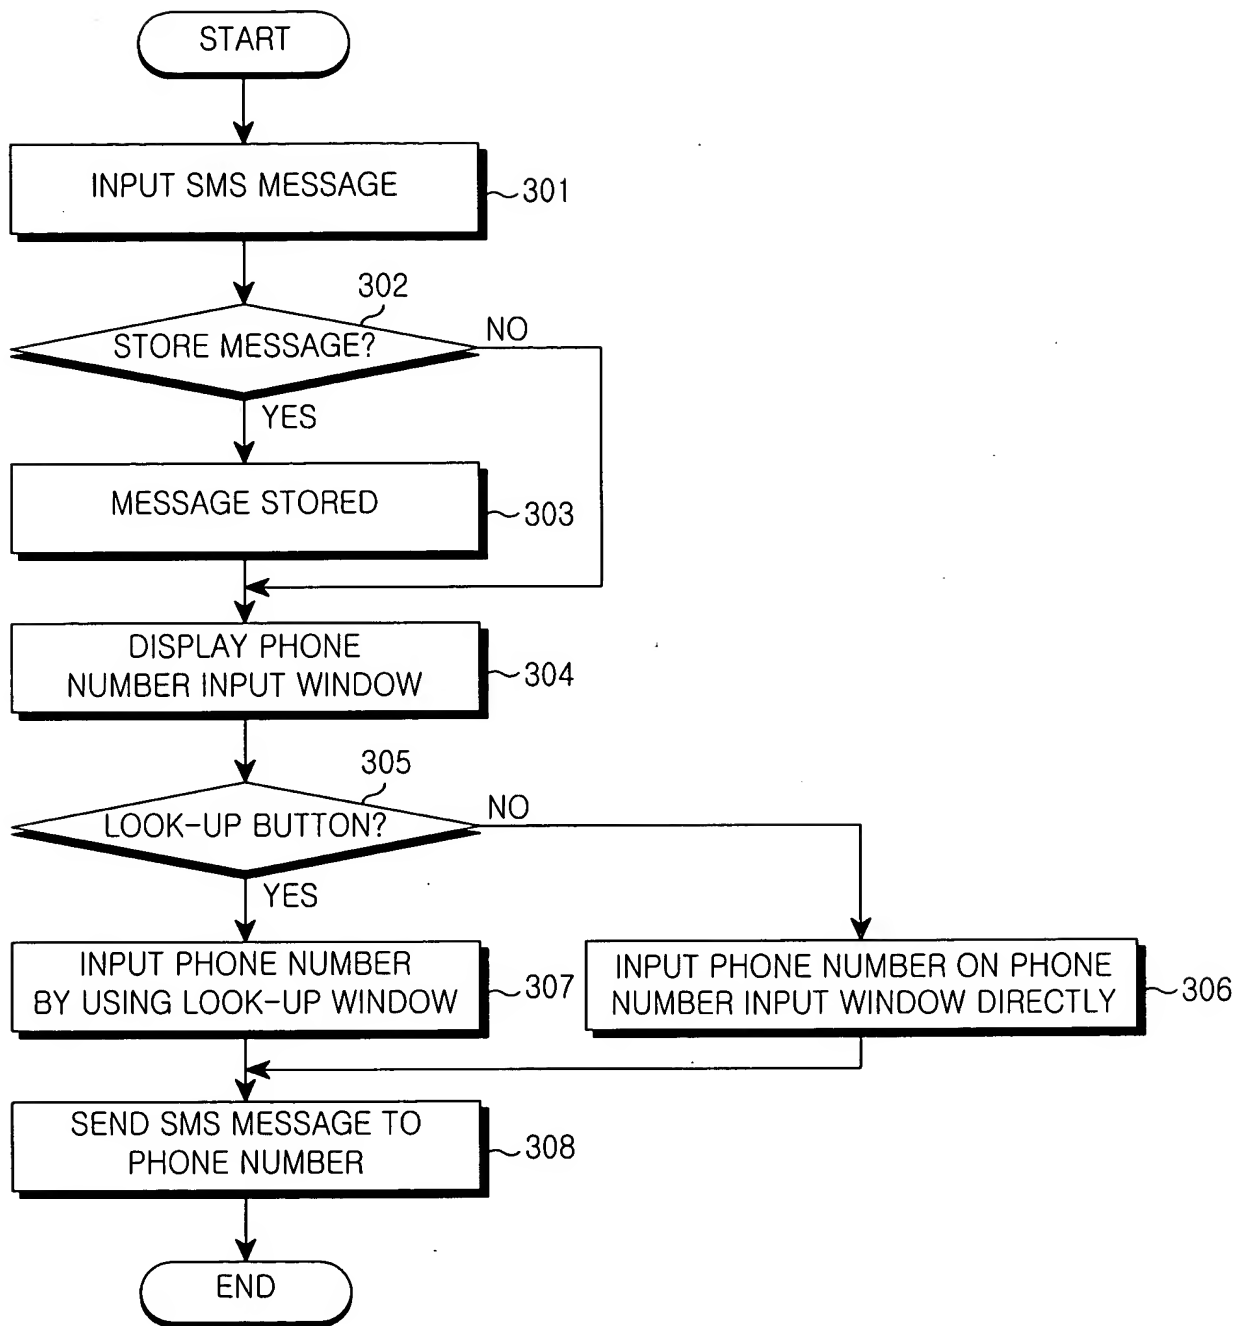 START
INPUT SMS MESSAGE
301
302
STORE MESSAGE?
NO
YES
MESSAGE STORED
303
DISPLAY PHONE
NUMBER INPUT WINDOW
304
305
LOOK-UP BUTTON?
NO
YES
INPUT PHONE NUMBER
BY USING LOOK-UP WINDOW
307
INPUT PHONE NUMBER ON PHONE
NUMBER INPUT WINDOW DIRECTLY
306
SEND SMS MESSAGE TO
PHONE NUMBER
308
END